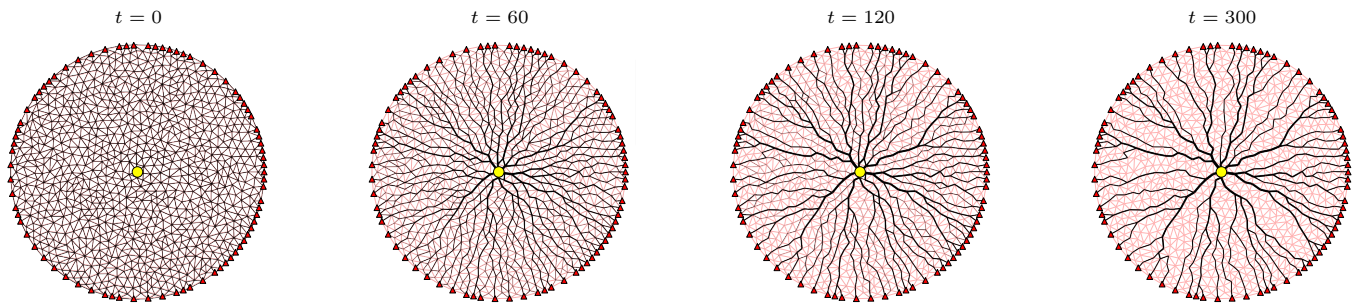 t = 0
t = 60
t = 120
t = 300